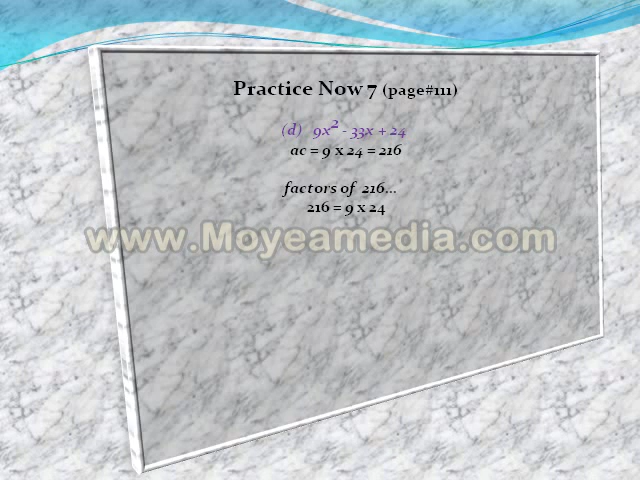 Practice Now 7 (page#111)
(d) 9x² - 33x + 24
ac = 9 x 24 = 216
factors of 216...
216 = 9 x 24
www.Moyeamedia.com